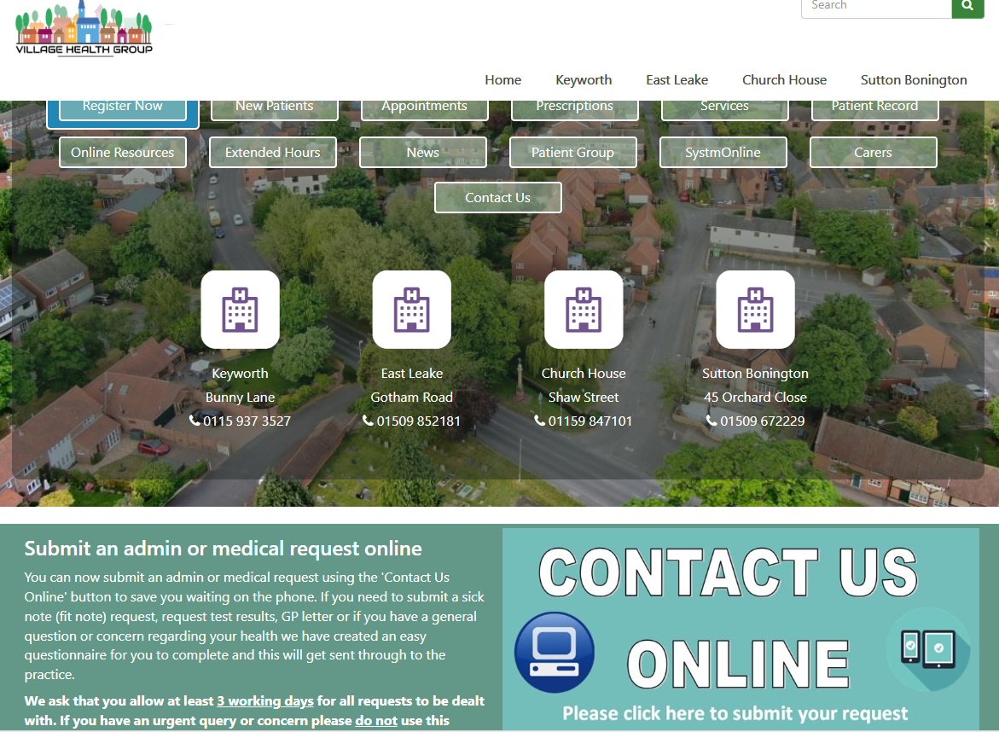 Search
VILLAGE HEALTH GROUP
Home Keyworth East Leake Church House Sutton Bonington
Register Now New Patients Appointments Prescriptions Services Patient Record
Online Resources Extended Hours News Patient Group SystmOnline Carers
Contact Us
H H H H
Keyworth
Bunny Lane
0115 937 3527
East Leake
Gotham Road
01509 852181
Church House
Shaw Street
01159 847101
Sutton Bonington
45 Orchard Close
01509 672229
Submit an admin or medical request online
You can now submit an admin or medical request using the 'Contact Us
Online' button to save you waiting on the phone. If you need to submit a sick
note (fit note) request, request test results, GP letter or if you have a general
question or concern regarding your health we have created an easy
questionnaire for you to complete and this will get sent through to the
practice.
We ask that you allow at least 3 working days for all requests to be dealt
with. If you have an urgent query or concern please do not use this
CONTACT US
ONLINE
Please click here to submit your request